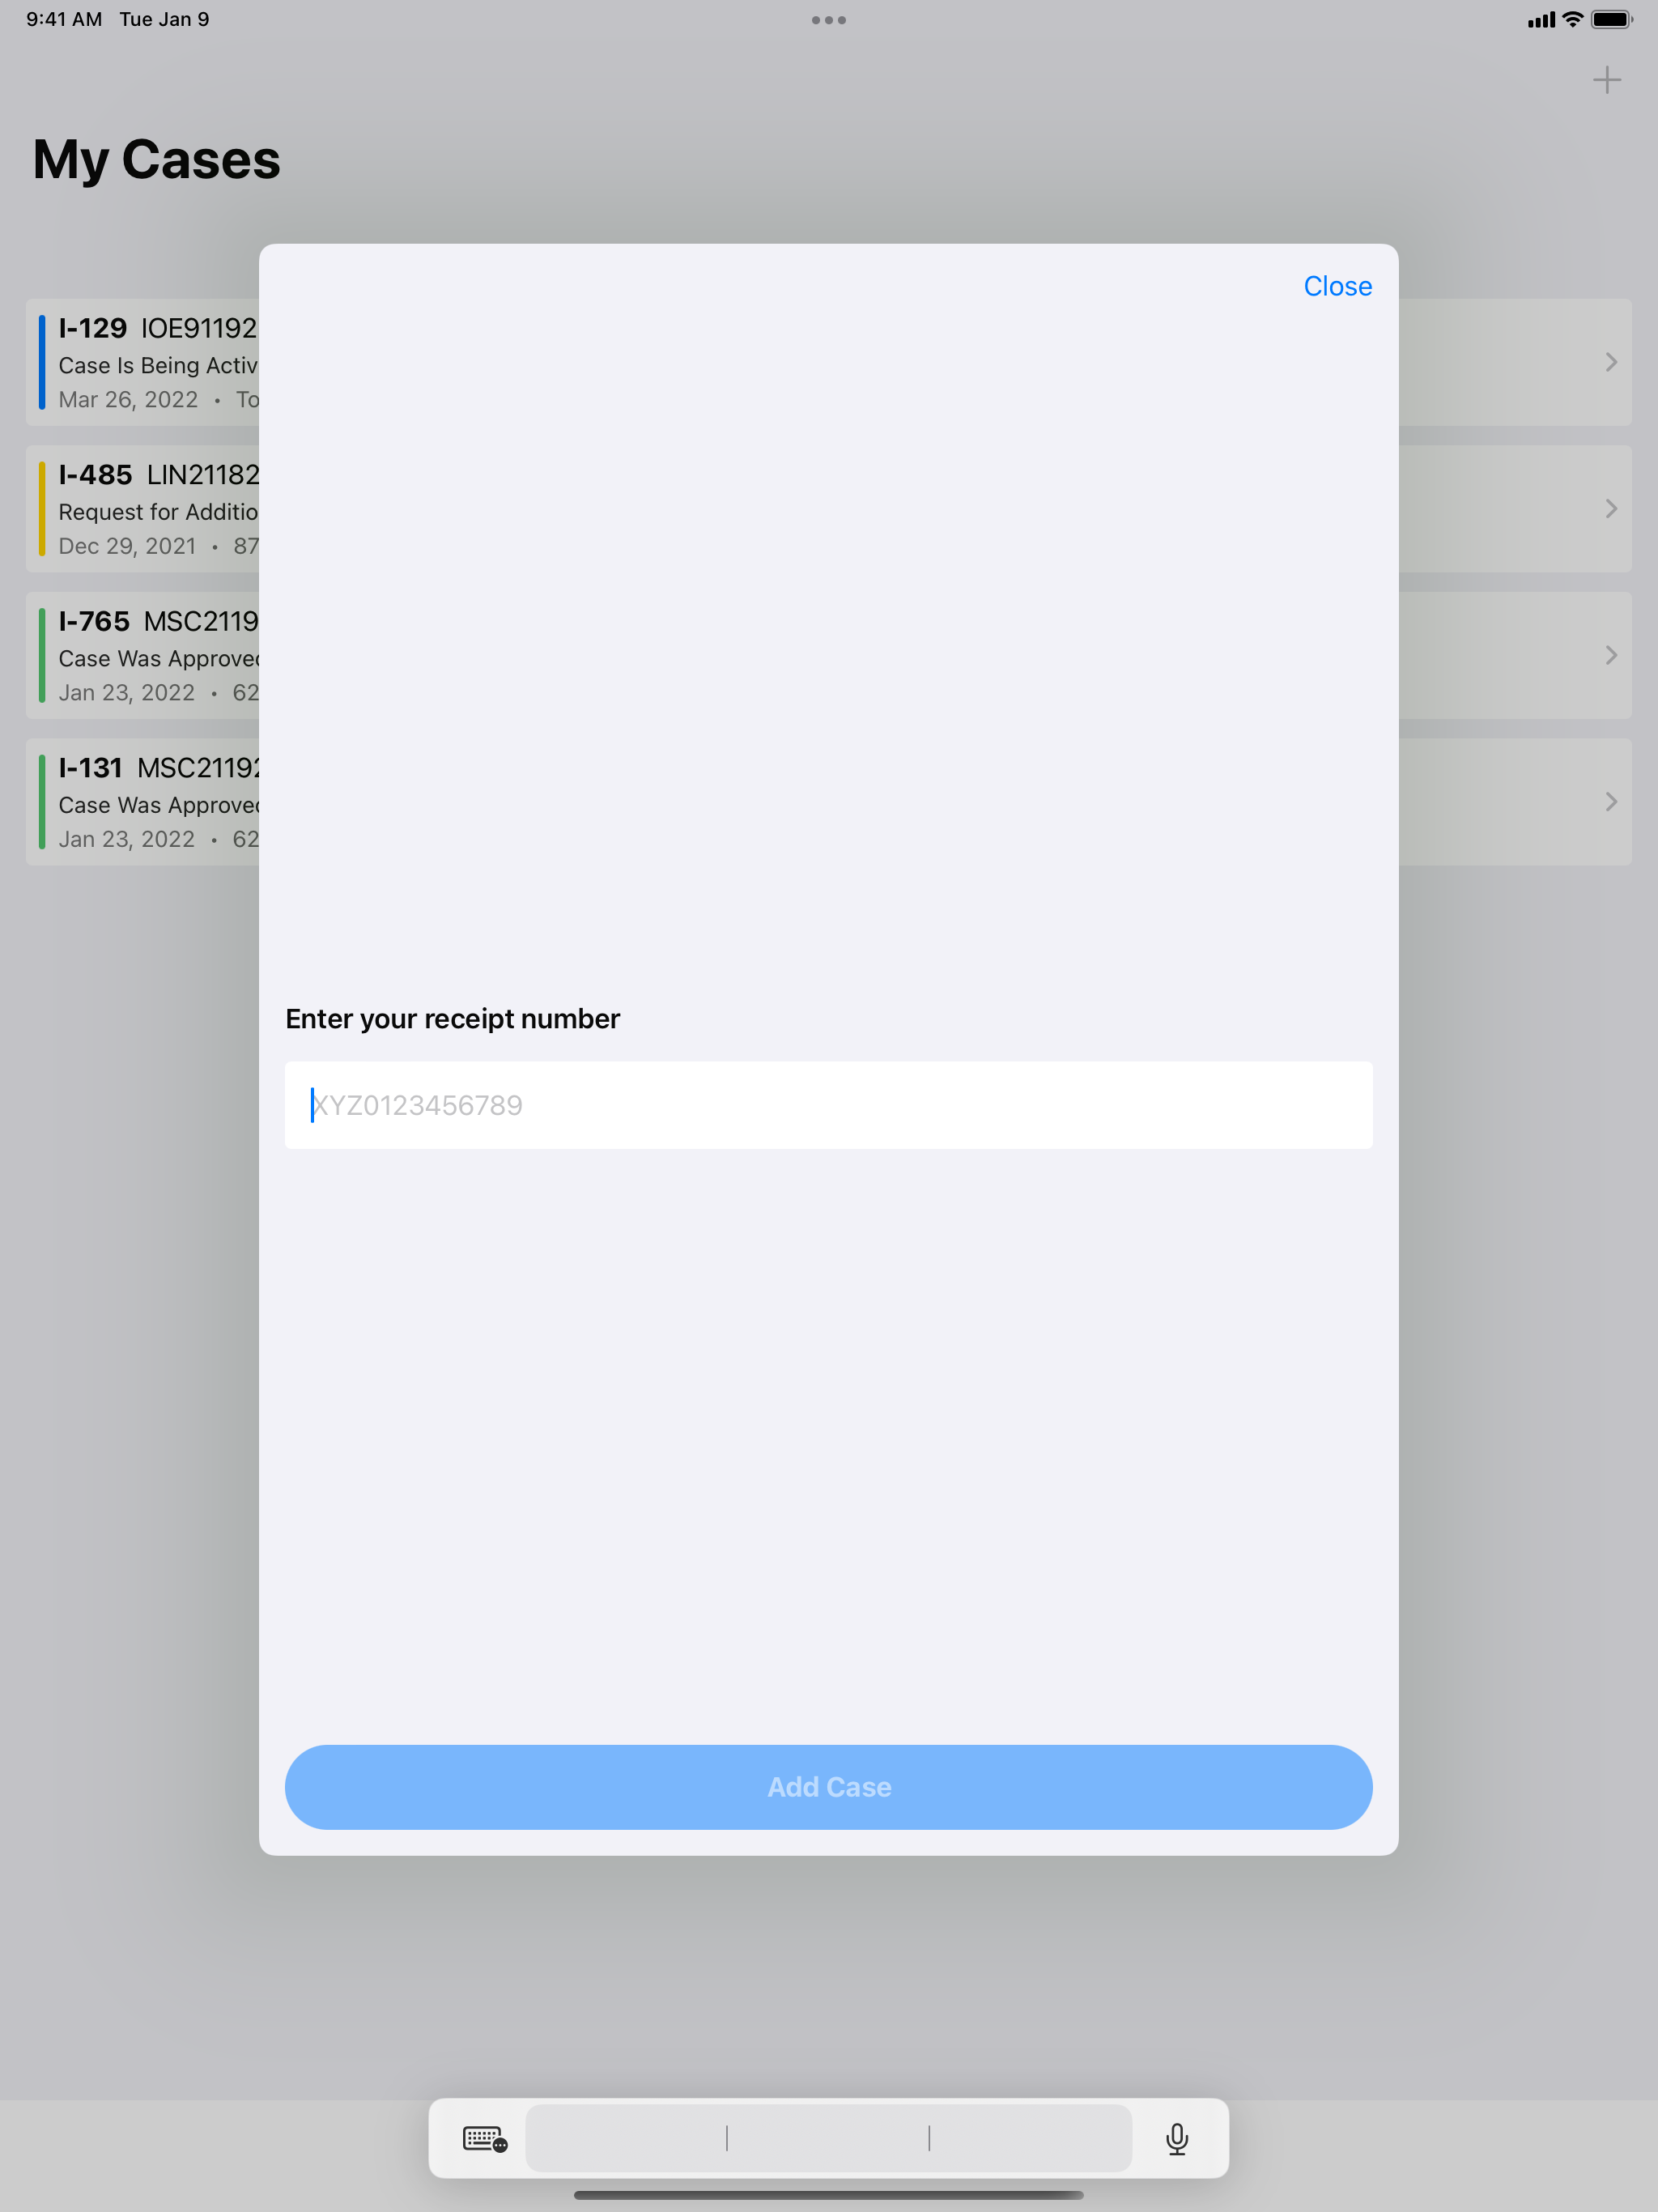 9:41 AM Tue Jan 9
My Cases
Close
I-129 IOE91192
Case Is Being Activ
Mar 26, 2022 • To
I-485 LIN21182
Request for Additio
Dec 29, 2021 • 87
I-765 MSC2119
Case Was Approved
Jan 23, 2022 • 62
I-131 MSC21192
Case Was Approved
Jan 23, 2022 • 62
Enter your receipt number
XYZ0123456789
Add Case